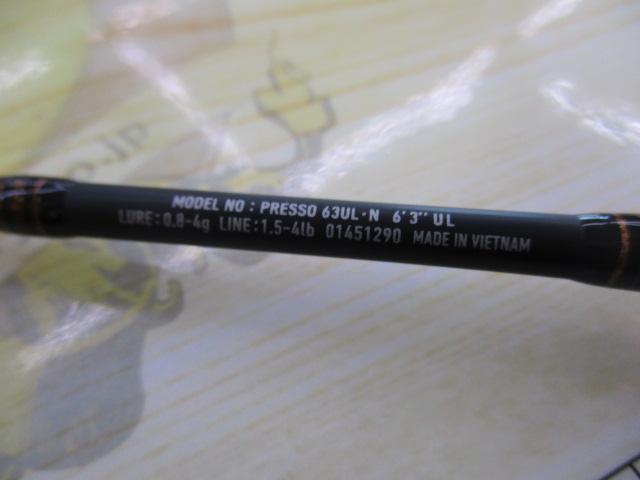 MODEL NO : PRESSO 63UL·N 6'3" UL
LURE:0.8-4g LINE:1.5-4lb 01451290 MADE IN VIETNAM
.jp